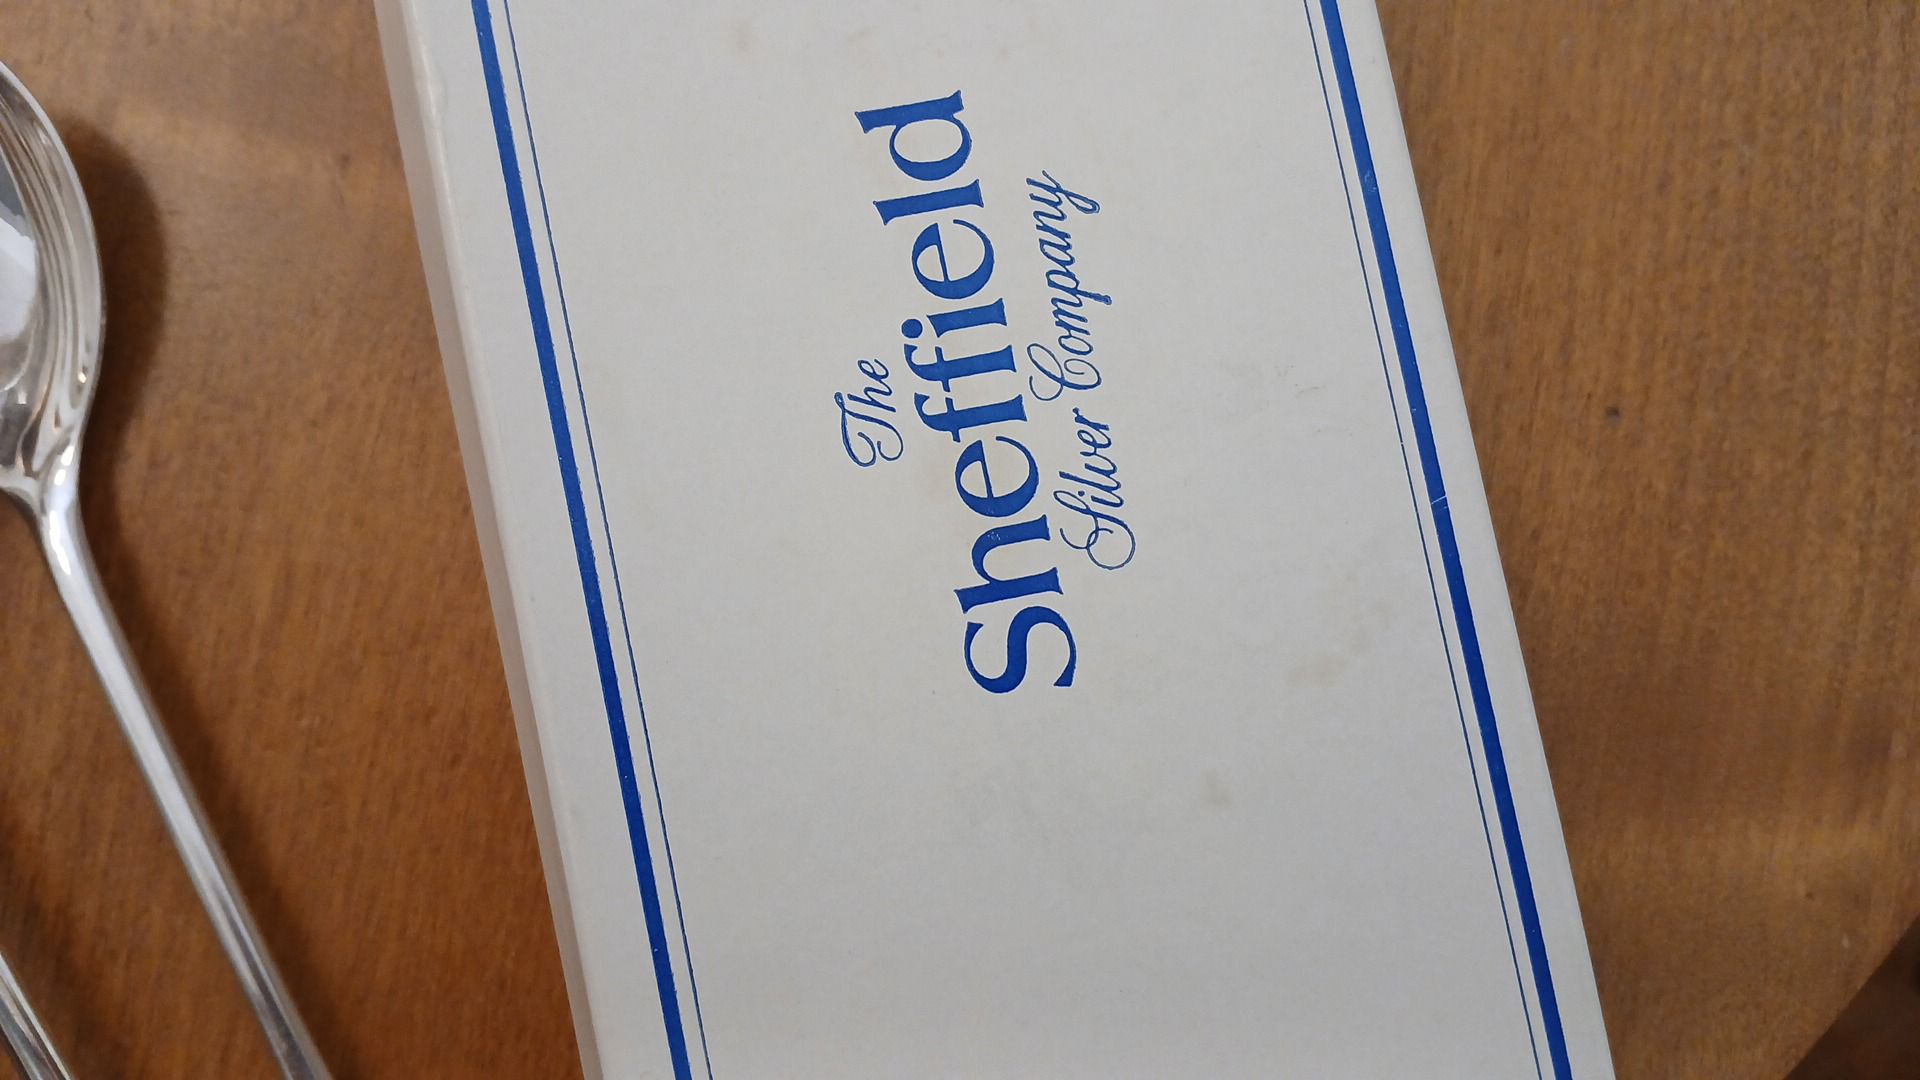 The
Sheffield
Silver Company